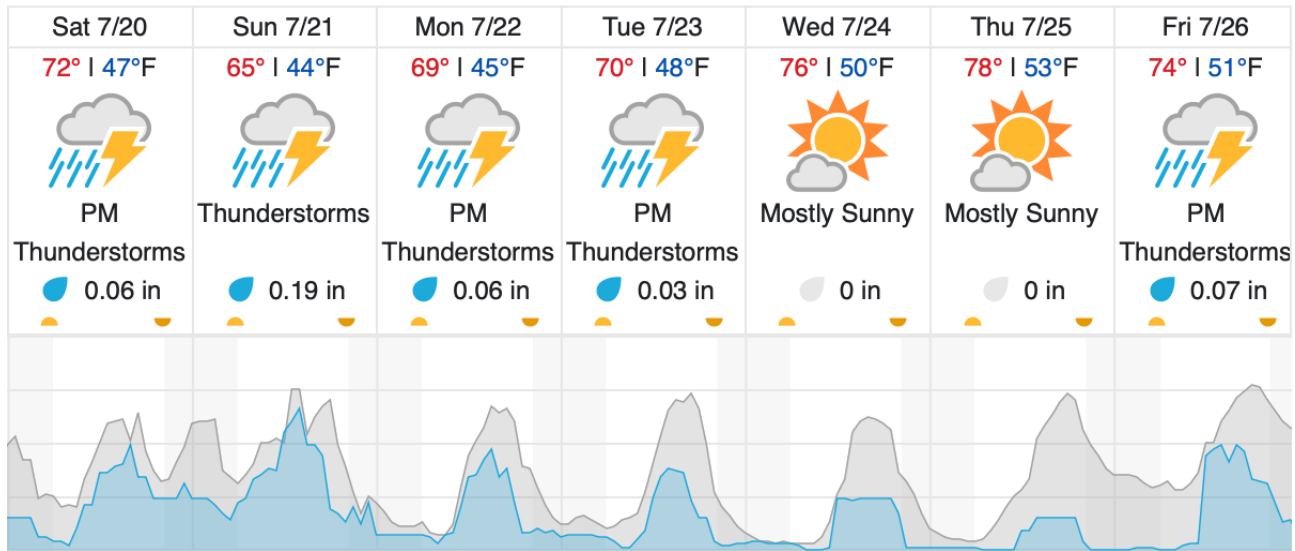 Sat 7/20 Sun 7/21 Mon 7/22 Tue 7/23 Wed 7/24 Thu 7/25 Fri 7/26
72° | 47°F 65° | 44°F 69° | 45°F 70° | 48°F 76° | 50°F 78° | 53°F 74° | 51°F
PM Thunderstorms PM PM Mostly Sunny Mostly Sunny PM
Thunderstorms Thunderstorms Thunderstorms Thunderstorms
0.06 in 0.19 in 0.06 in 0.03 in 0 in 0 in 0.07 in